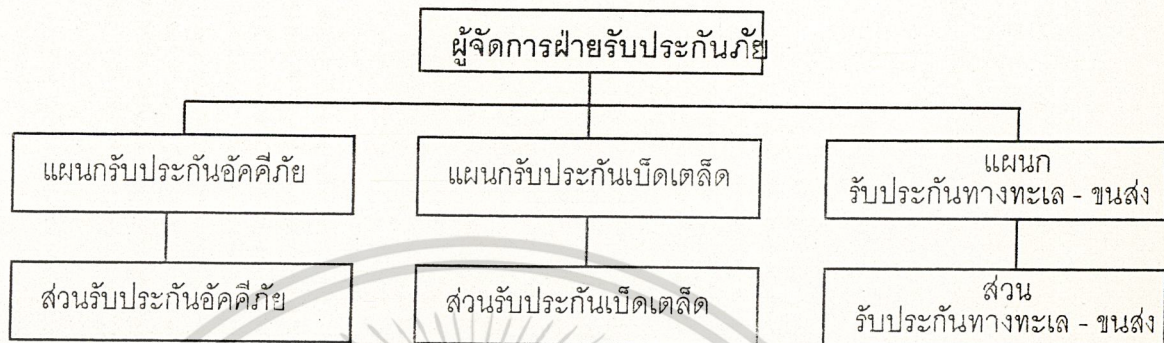 ผู้จัดการฝ่ายรับประกันภัย
แผนกรับประกันอัคคีภัย
แผนกรับประกันเบ็ดเตล็ด
แผนก
รับประกันทางทะเล - ขนส่ง
ส่วนรับประกันอัคคีภัย
ส่วนรับประกันเบ็ดเตล็ด
ส่วน
รับประกันทางทะเล - ขนส่ง